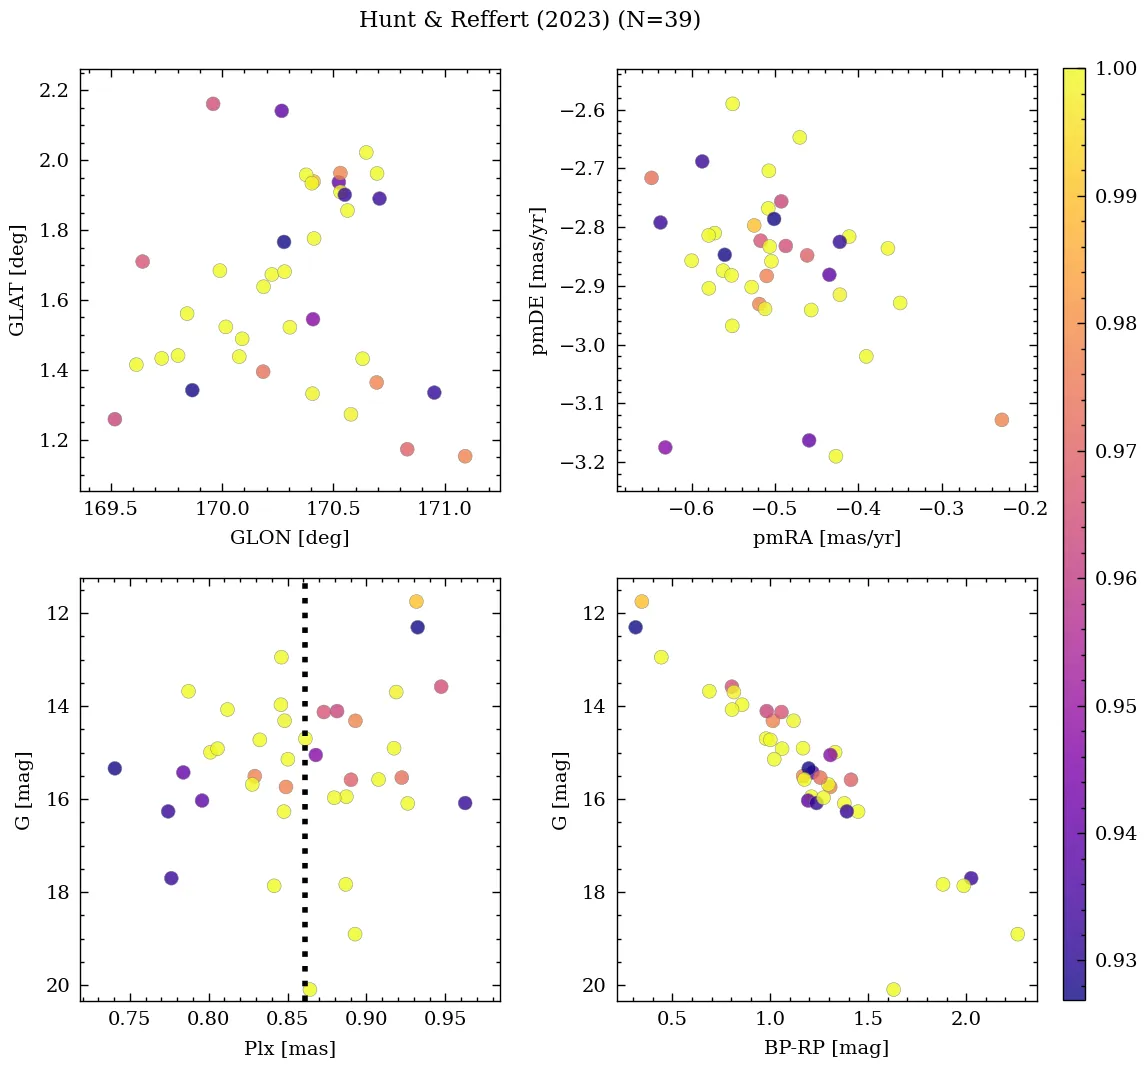 Hunt & Reffert (2023) (N=39)
2.2
2.0
1.8
1.6
1.4
1.2
GLAT [deg]
169.5 170.0 170.5 171.0
GLON [deg]
−2.6
−2.7
−2.8
−2.9
−3.0
−3.1
−3.2
pmDE [mas/yr]
−0.6 −0.5 −0.4 −0.3 −0.2
pmRA [mas/yr]
12
14
16
18
20
G [mag]
0.75 0.80 0.85 0.90 0.95
Plx [mas]
12
14
16
18
20
G [mag]
0.5 1.0 1.5 2.0
BP-RP [mag]
1.00
0.99
0.98
0.97
0.96
0.95
0.94
0.93